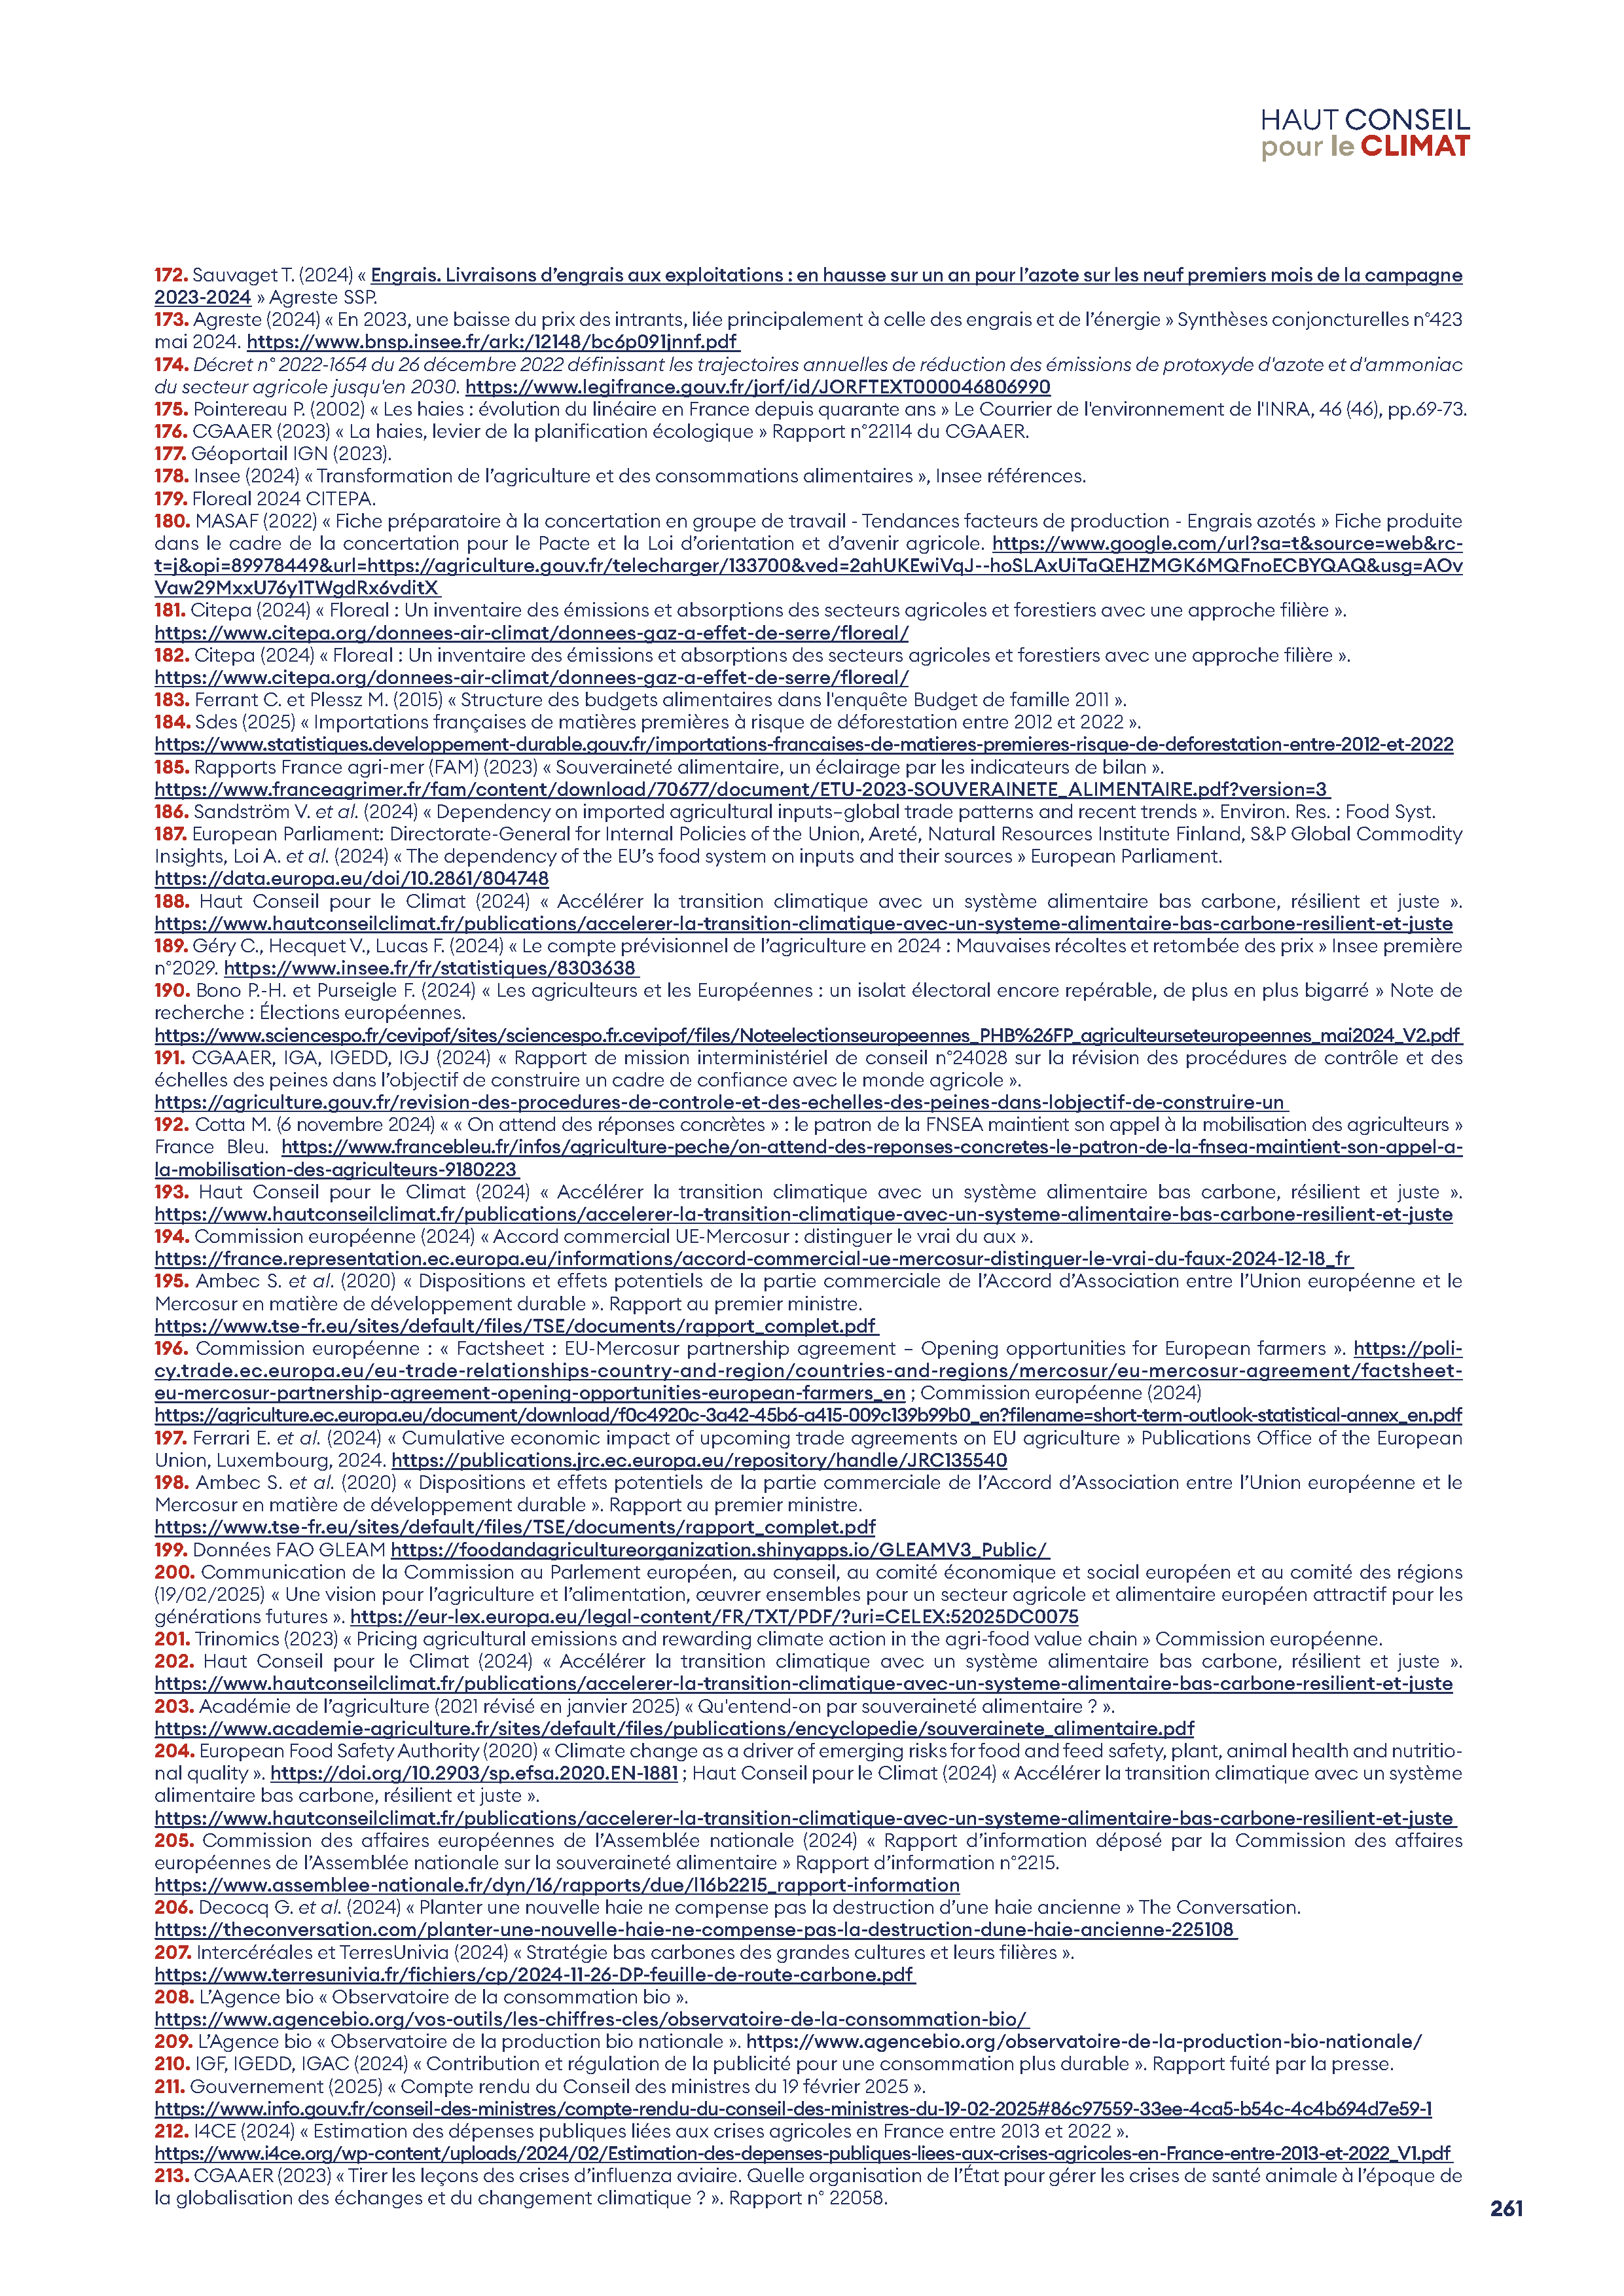 HAUT CONSEIL
pour le CLIMAT
172. Sauvaget T. (2024) « Engrais. Livraisons d’engrais aux exploitations : en hausse sur un an pour l’azote sur les neuf premiers mois de la campagne
2023-2024 » Agreste SSP.
173. Agreste (2024) « En 2023, une baisse du prix des intrants, liée principalement à celle des engrais et de l’énergie » Synthèses conjoncturelles n°423
mai 2024. https://www.bnsp.insee.fr/ark:/12148/bc6p091jnnf.pdf
174. Décret n° 2022-1654 du 26 décembre 2022 définissant les trajectoires annuelles de réduction des émissions de protoxyde d'azote et d'ammoniac
du secteur agricole jusqu'en 2030. https://www.legifrance.gouv.fr/jorf/id/JORFTEXT000046806990
175. Pointereau P. (2002) « Les haies : évolution du linéaire en France depuis quarante ans » Le Courrier de l'environnement de l'INRA, 46 (46), pp.69-73.
176. CGAAER (2023) « La haies, levier de la planification écologique » Rapport n°22114 du CGAAER.
177. Géoportail IGN (2023).
178. Insee (2024) « Transformation de l’agriculture et des consommations alimentaires », Insee références.
179. Floreal 2024 CITEPA.
180. MASAF (2022) « Fiche préparatoire à la concertation en groupe de travail - Tendances facteurs de production - Engrais azotés » Fiche produite
dans le cadre de la concertation pour le Pacte et la Loi d’orientation et d’avenir agricole. https://www.google.com/url?sa=t&source=web&rc-
t=j&opi=89978449&url=https://agriculture.gouv.fr/telecharger/133700&ved=2ahUKEwiVqJ--hoSLAxUiTaQEHZMGK6MQFnoECBYQAQ&usg=AOv
Vaw29MxxU76y1TWgdRx6vditX
181. Citepa (2024) « Floreal : Un inventaire des émissions et absorptions des secteurs agricoles et forestiers avec une approche filière ».
https://www.citepa.org/donnees-air-climat/donnees-gaz-a-effet-de-serre/floreal/
182. Citepa (2024) « Floreal : Un inventaire des émissions et absorptions des secteurs agricoles et forestiers avec une approche filière ».
https://www.citepa.org/donnees-air-climat/donnees-gaz-a-effet-de-serre/floreal/
183. Ferrant C. et Plessz M. (2015) « Structure des budgets alimentaires dans l'enquête Budget de famille 2011 ».
184. Sdes (2025) « Importations françaises de matières premières à risque de déforestation entre 2012 et 2022 ».
https://www.statistiques.developpement-durable.gouv.fr/importations-francaises-de-matieres-premieres-risque-de-deforestation-entre-2012-et-2022
185. Rapports France agri-mer (FAM) (2023) « Souveraineté alimentaire, un éclairage par les indicateurs de bilan ».
https://www.franceagrimer.fr/fam/content/download/70677/document/ETU-2023-SOUVERAINETE_ALIMENTAIRE.pdf?version=3
186. Sandström V. et al. (2024) « Dependency on imported agricultural inputs–global trade patterns and recent trends ». Environ. Res. : Food Syst.
187. European Parliament: Directorate-General for Internal Policies of the Union, Areté, Natural Resources Institute Finland, S&P Global Commodity
Insights, Loi A. et al. (2024) « The dependency of the EU’s food system on inputs and their sources » European Parliament.
https://data.europa.eu/doi/10.2861/804748
188. Haut Conseil pour le Climat (2024) « Accélérer la transition climatique avec un système alimentaire bas carbone, résilient et juste ».
https://www.hautconseilclimat.fr/publications/accelerer-la-transition-climatique-avec-un-systeme-alimentaire-bas-carbone-resilient-et-juste
189. Géry C., Hecquet V., Lucas F. (2024) « Le compte prévisionnel de l’agriculture en 2024 : Mauvaises récoltes et retombée des prix » Insee première
n°2029. https://www.insee.fr/fr/statistiques/8303638
190. Bono P.-H. et Purseigle F. (2024) « Les agriculteurs et les Européennes : un isolat électoral encore repérable, de plus en plus bigarré » Note de
recherche : Élections européennes.
https://www.sciencespo.fr/cevipof/sites/sciencespo.fr.cevipof/files/Noteelectionseuropeennes_PHB%26FP_agriculteurseteuropeennes_mai2024_V2.pdf
191. CGAAER, IGA, IGEDD, IGJ (2024) « Rapport de mission interministériel de conseil n°24028 sur la révision des procédures de contrôle et des
échelles des peines dans l’objectif de construire un cadre de confiance avec le monde agricole ».
https://agriculture.gouv.fr/revision-des-procedures-de-controle-et-des-echelles-des-peines-dans-lobjectif-de-construire-un
192. Cotta M. (6 novembre 2024) « « On attend des réponses concrètes » : le patron de la FNSEA maintient son appel à la mobilisation des agriculteurs »
France Bleu. https://www.francebleu.fr/infos/agriculture-peche/on-attend-des-reponses-concretes-le-patron-de-la-fnsea-maintient-son-appel-a-
la-mobilisation-des-agriculteurs-9180223
193. Haut Conseil pour le Climat (2024) « Accélérer la transition climatique avec un système alimentaire bas carbone, résilient et juste ».
https://www.hautconseilclimat.fr/publications/accelerer-la-transition-climatique-avec-un-systeme-alimentaire-bas-carbone-resilient-et-juste
194. Commission européenne (2024) « Accord commercial UE-Mercosur : distinguer le vrai du aux ».
https://france.representation.ec.europa.eu/informations/accord-commercial-ue-mercosur-distinguer-le-vrai-du-faux-2024-12-18_fr
195. Ambec S. et al. (2020) « Dispositions et effets potentiels de la partie commerciale de l’Accord d’Association entre l’Union européenne et le
Mercosur en matière de développement durable ». Rapport au premier ministre.
https://www.tse-fr.eu/sites/default/files/TSE/documents/rapport_complet.pdf
196. Commission européenne : « Factsheet : EU-Mercosur partnership agreement – Opening opportunities for European farmers ». https://poli-
cy.trade.ec.europa.eu/eu-trade-relationships-country-and-region/countries-and-regions/mercosur/eu-mercosur-agreement/factsheet-
eu-mercosur-partnership-agreement-opening-opportunities-european-farmers_en ; Commission européenne (2024)
https://agriculture.ec.europa.eu/document/download/f0c4920c-3a42-45b6-a415-009c139b99b0_en?filename=short-term-outlook-statistical-annex_en.pdf
197. Ferrari E. et al. (2024) « Cumulative economic impact of upcoming trade agreements on EU agriculture » Publications Office of the European
Union, Luxembourg, 2024. https://publications.jrc.ec.europa.eu/repository/handle/JRC135540
198. Ambec S. et al. (2020) « Dispositions et effets potentiels de la partie commerciale de l’Accord d’Association entre l’Union européenne et le
Mercosur en matière de développement durable ». Rapport au premier ministre.
https://www.tse-fr.eu/sites/default/files/TSE/documents/rapport_complet.pdf
199. Données FAO GLEAM https://foodandagricultureorganization.shinyapps.io/GLEAMV3_Public/
200. Communication de la Commission au Parlement européen, au conseil, au comité économique et social européen et au comité des régions
(19/02/2025) « Une vision pour l’agriculture et l’alimentation, œuvrer ensembles pour un secteur agricole et alimentaire européen attractif pour les
générations futures ». https://eur-lex.europa.eu/legal-content/FR/TXT/PDF/?uri=CELEX:52025DC0075
201. Trinomics (2023) « Pricing agricultural emissions and rewarding climate action in the agri-food value chain » Commission européenne.
202. Haut Conseil pour le Climat (2024) « Accélérer la transition climatique avec un système alimentaire bas carbone, résilient et juste ».
https://www.hautconseilclimat.fr/publications/accelerer-la-transition-climatique-avec-un-systeme-alimentaire-bas-carbone-resilient-et-juste
203. Académie de l’agriculture (2021 révisé en janvier 2025) « Qu'entend-on par souveraineté alimentaire ? ».
https://www.academie-agriculture.fr/sites/default/files/publications/encyclopedie/souverainete_alimentaire.pdf
204. European Food Safety Authority (2020) « Climate change as a driver of emerging risks for food and feed safety, plant, animal health and nutritio-
nal quality ». https://doi.org/10.2903/sp.efsa.2020.EN-1881 ; Haut Conseil pour le Climat (2024) « Accélérer la transition climatique avec un système
alimentaire bas carbone, résilient et juste ».
https://www.hautconseilclimat.fr/publications/accelerer-la-transition-climatique-avec-un-systeme-alimentaire-bas-carbone-resilient-et-juste
205. Commission des affaires européennes de l’Assemblée nationale (2024) « Rapport d’information déposé par la Commission des affaires
européennes de l’Assemblée nationale sur la souveraineté alimentaire » Rapport d’information n°2215.
https://www.assemblee-nationale.fr/dyn/16/rapports/due/l16b2215_rapport-information
206. Decocq G. et al. (2024) « Planter une nouvelle haie ne compense pas la destruction d’une haie ancienne » The Conversation.
https://theconversation.com/planter-une-nouvelle-haie-ne-compense-pas-la-destruction-dune-haie-ancienne-225108
207. Intercéréales et TerresUnivia (2024) « Stratégie bas carbones des grandes cultures et leurs filières ».
https://www.terresunivia.fr/fichiers/cp/2024-11-26-DP-feuille-de-route-carbone.pdf
208. L’Agence bio « Observatoire de la consommation bio ».
https://www.agencebio.org/vos-outils/les-chiffres-cles/observatoire-de-la-consommation-bio/
209. L’Agence bio « Observatoire de la production bio nationale ». https://www.agencebio.org/observatoire-de-la-production-bio-nationale/
210. IGF, IGEDD, IGAC (2024) « Contribution et régulation de la publicité pour une consommation plus durable ». Rapport fuité par la presse.
211. Gouvernement (2025) « Compte rendu du Conseil des ministres du 19 février 2025 ».
https://www.info.gouv.fr/conseil-des-ministres/compte-rendu-du-conseil-des-ministres-du-19-02-2025#86c97559-33ee-4ca5-b54c-4c4b694d7e59-1
212. I4CE (2024) « Estimation des dépenses publiques liées aux crises agricoles en France entre 2013 et 2022 ».
https://www.i4ce.org/wp-content/uploads/2024/02/Estimation-des-depenses-publiques-liees-aux-crises-agricoles-en-France-entre-2013-et-2022_V1.pdf
213. CGAAER (2023) « Tirer les leçons des crises d’influenza aviaire. Quelle organisation de l’État pour gérer les crises de santé animale à l’époque de
la globalisation des échanges et du changement climatique ? ». Rapport n° 22058.
261